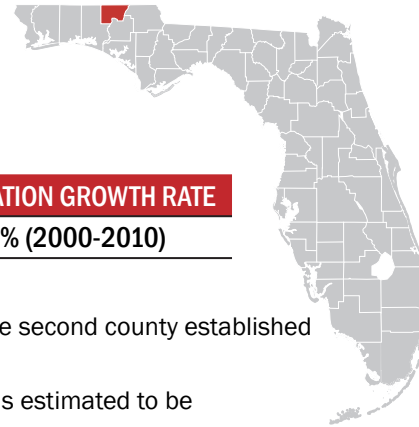 ATION GROWTH RATE
% (2000-2010)
e second county established
s estimated to be